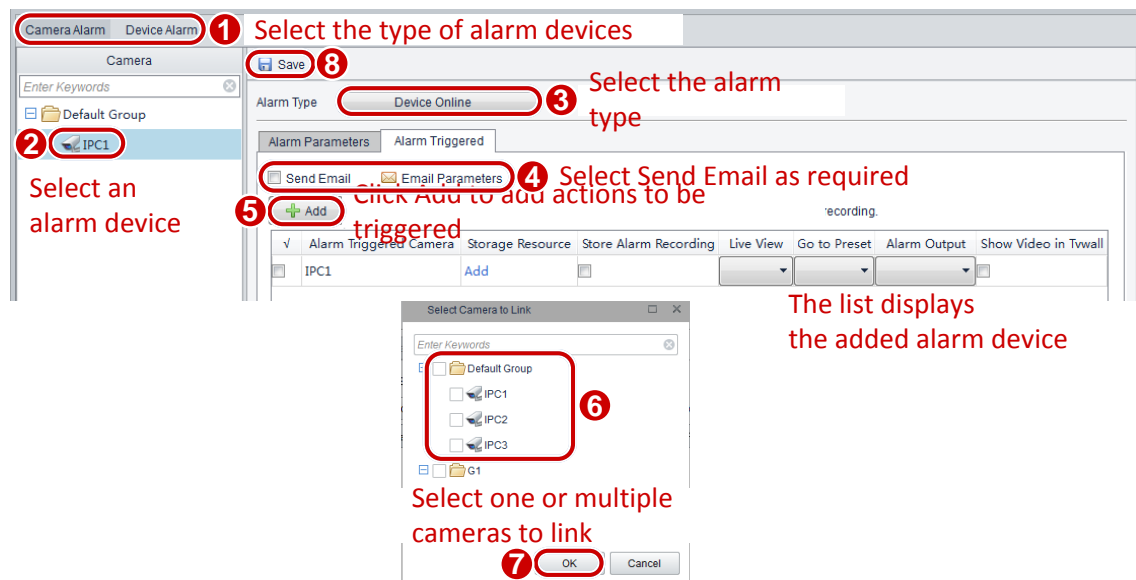 Camera Alarm Device Alarm 1 Select the type of alarm devices
Camera
Enter Keywords
Default Group
2 IPC1
Select an
alarm device
Save 8
Alarm Type Device Online 3 Select the alarm
type
Alarm Parameters Alarm Triggered
Send Email Email Parameters 4 Select Send Email as required
5 Add Click Add to add actions to be
triggered
recording.
√ Alarm Triggered Camera Storage Resource Store Alarm Recording Live View Go to Preset Alarm Output Show Video in Tvwall
IPC1 Add
The list displays
the added alarm device
Select Camera to Link
Enter Keywords
Default Group
IPC1
6
IPC2
IPC3
G1
Select one or multiple
cameras to link
7 OK Cancel